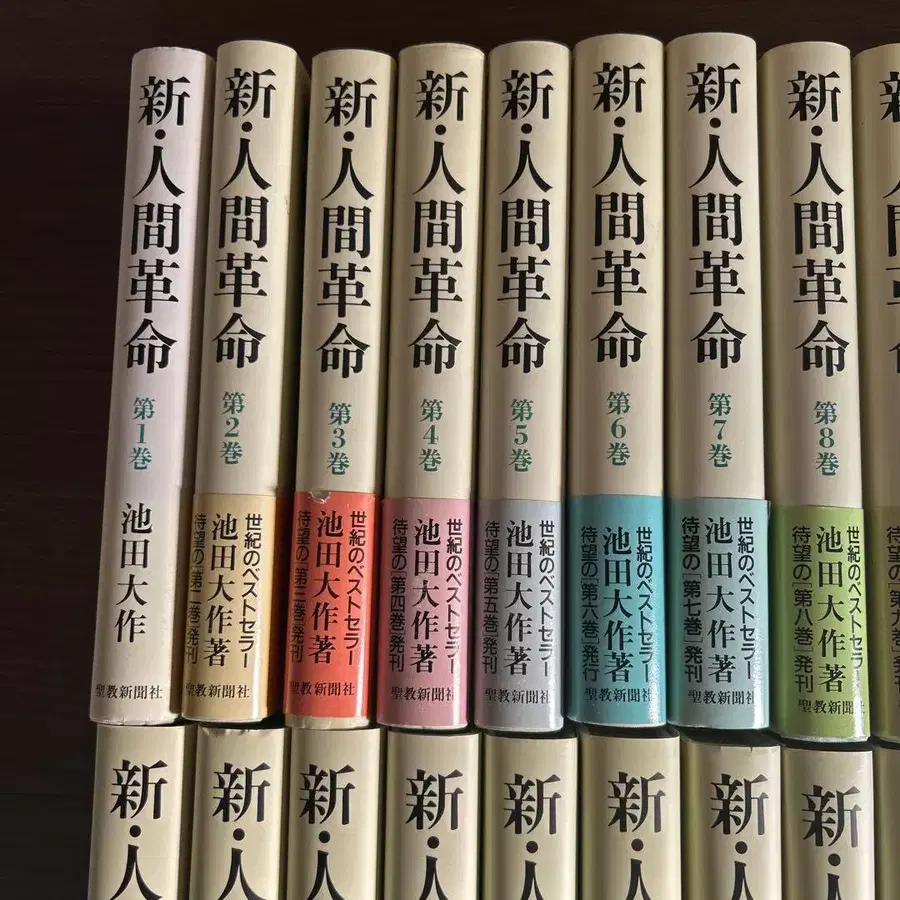 新・人間革命
第1巻
池田大作
聖教新聞社
新・人間革命
第2巻
世紀のベストセラー
池田大作著
待望の[第二巻]発刊
聖教新聞社
新・人間革命
第3巻
世紀のベストセラー
池田大作著
待望の[第三巻]発刊
聖教新聞社
新・人間革命
第4巻
世紀のベストセラー
池田大作著
待望の[第四巻]発刊
聖教新聞社
新・人間革命
第5巻
世紀のベストセラー
池田大作著
待望の[第五巻]発刊
聖教新聞社
新・人間革命
第6巻
世紀のベストセラー
池田大作著
待望の[第六巻]発行
聖教新聞社
新・人間革命
第7巻
世紀のベストセラー
池田大作著
待望の[第七巻]発刊
聖教新聞社
新・人間革命
第8巻
世紀のベストセラー
池田大作著
待望の[第八巻]発刊
聖教新聞社
新・人
新・人
新・人
新・人
新・人
新・人
新・人
新・人